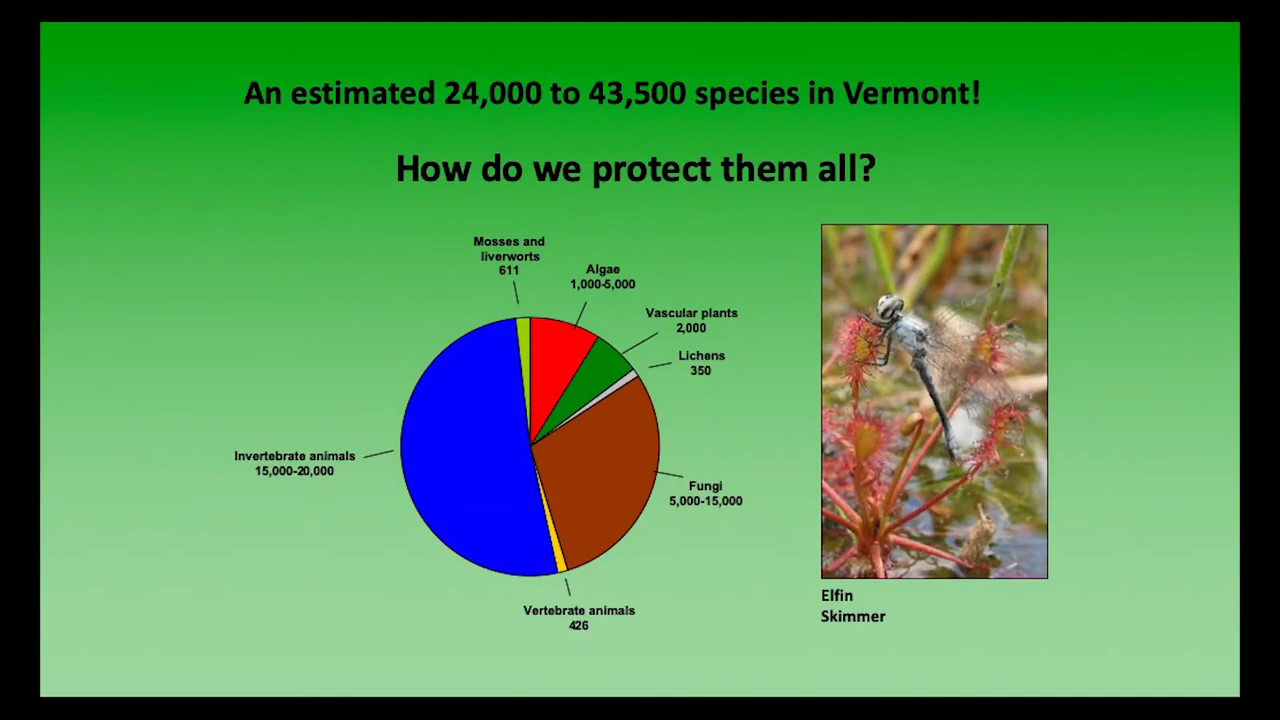 An estimated 24,000 to 43,500 species in Vermont!
How do we protect them all?
Mosses and
liverworts
611
Algae
1,000-5,000
Vascular plants
2,000
Lichens
350
Invertebrate animals
15,000-20,000
Fungi
5,000-15,000
Vertebrate animals
426
Elfin
Skimmer